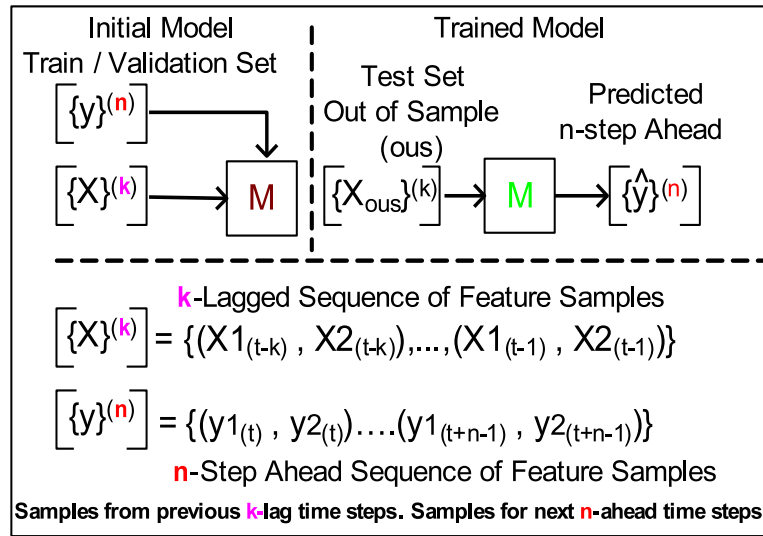 Initial Model
Train / Validation Set
[{y}(n)]
[{X}(k)]
M
Trained Model
Test Set
Out of Sample
(ous)
[{Xous}(k)]
M
Predicted
n-step Ahead
[{ŷ}(n)]
k-Lagged Sequence of Feature Samples
[{X}(k)] = {(X1(t-k) , X2(t-k)),...,(X1(t-1) , X2(t-1))}
[{y}(n)] = {(y1(t) , y2(t))....(y1(t+n-1) , y2(t+n-1))}
n-Step Ahead Sequence of Feature Samples
Samples from previous k-lag time steps. Samples for next n-ahead time steps